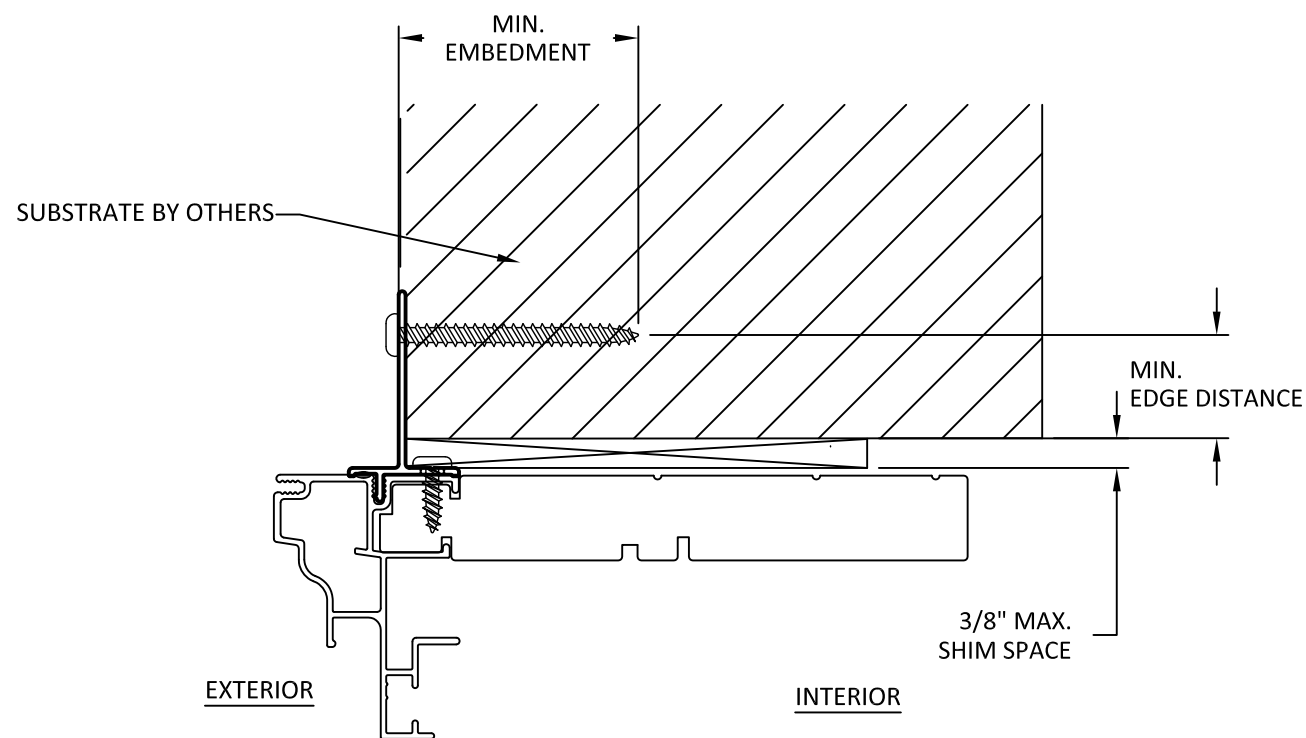 MIN.
EMBEDMENT
SUBSTRATE BY OTHERS
MIN.
EDGE DISTANCE
3/8" MAX.
SHIM SPACE
EXTERIOR
INTERIOR